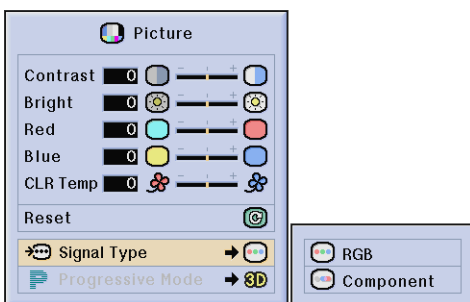 Picture
Contrast 0
Bright 0
Red 0
Blue 0
CLR Temp 0
Reset
Signal Type
P Progressive Mode 3D
RGB
Component